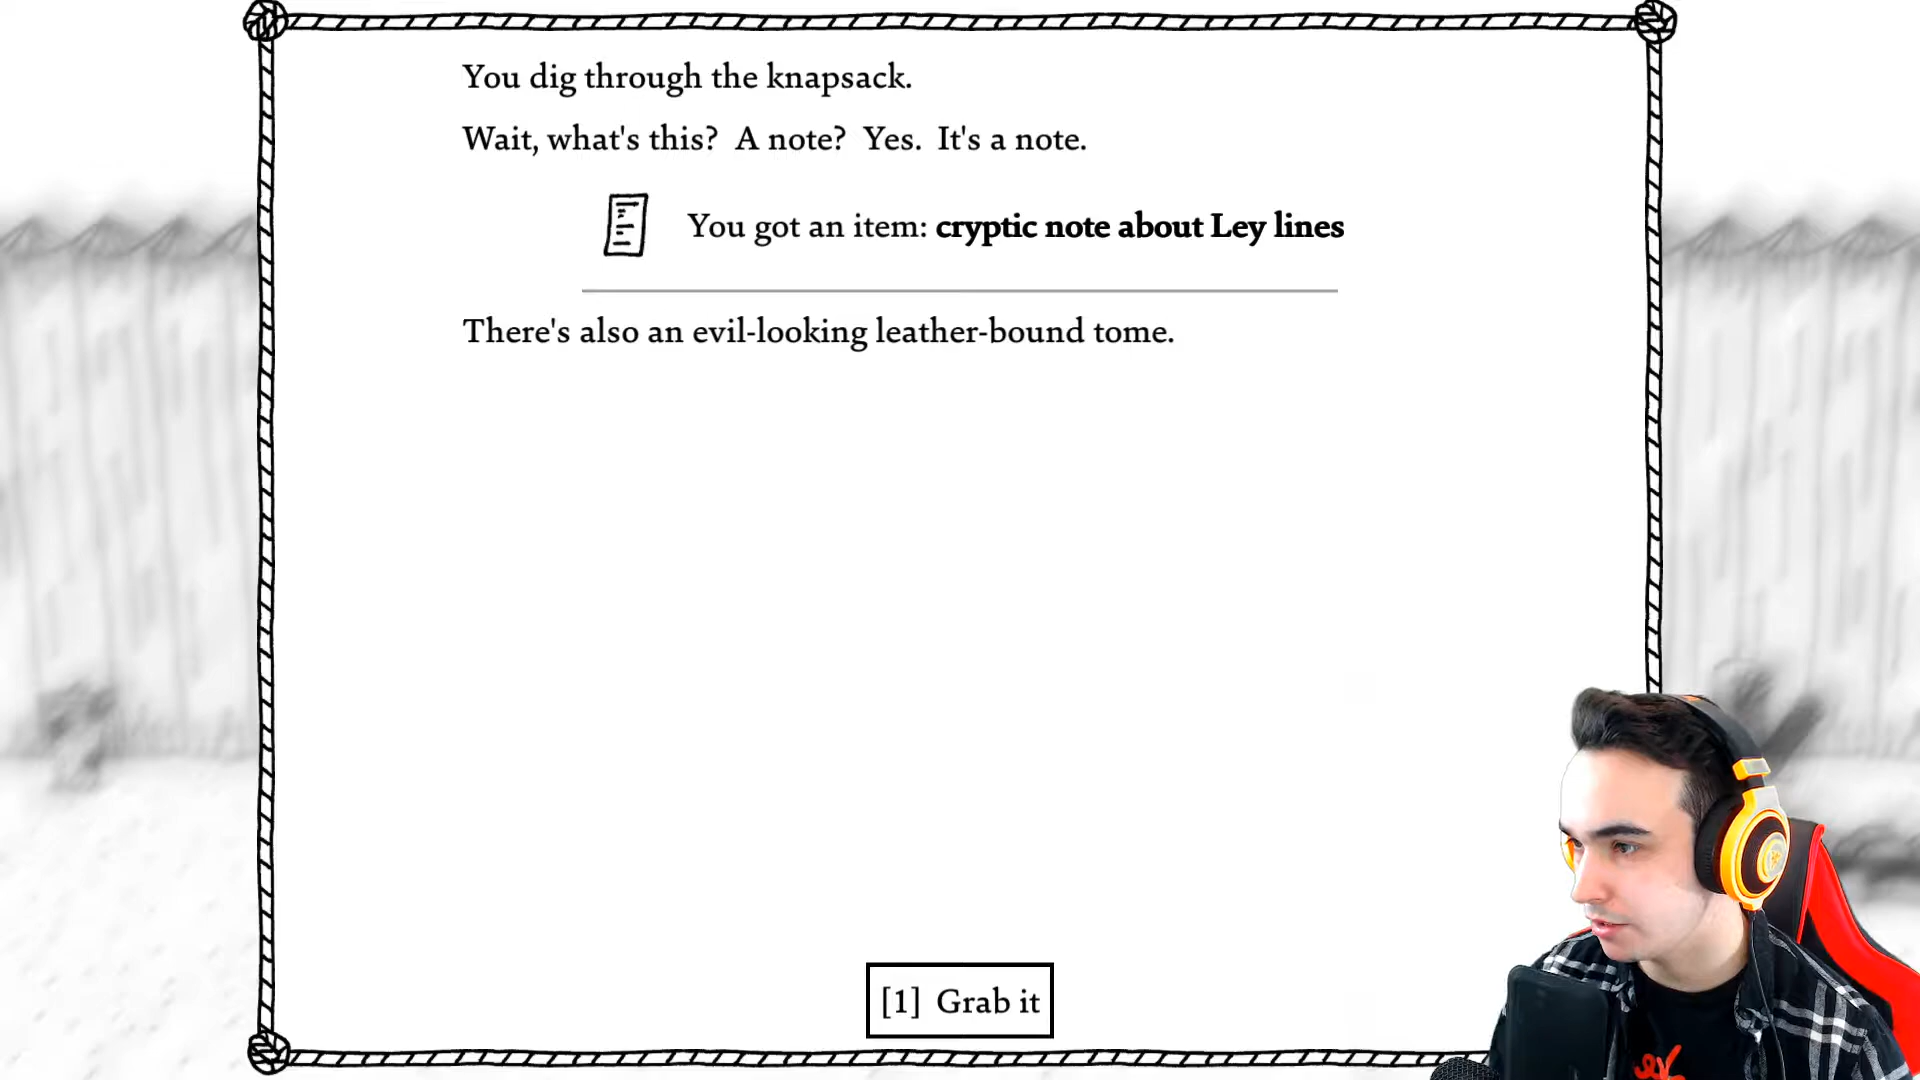 You dig through the knapsack.
Wait, what's this? A note? Yes. It's a note.
You got an item: cryptic note about Ley lines
There's also an evil-looking leather-bound tome.
[1] Grab it